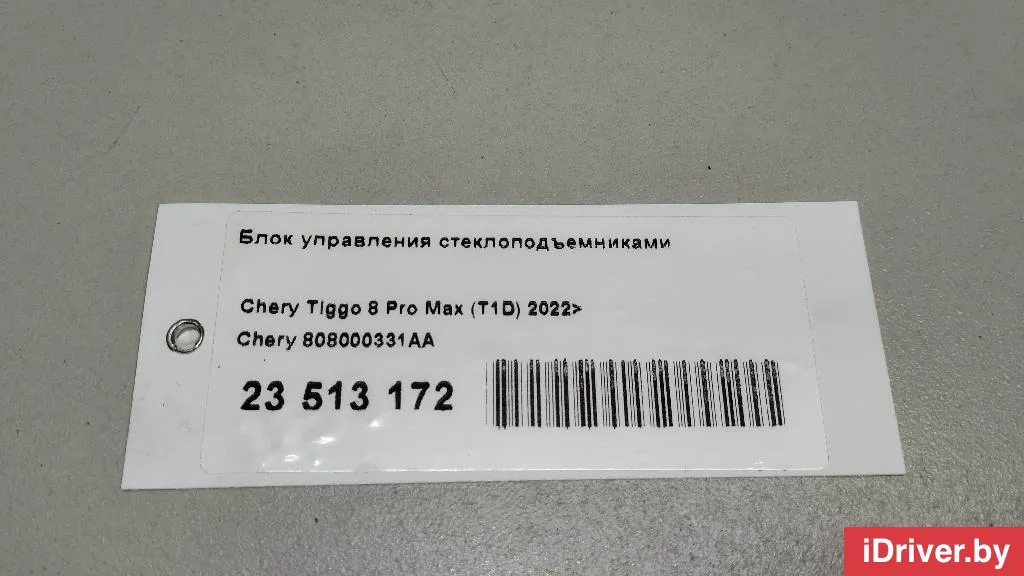 Блок управления стеклоподъемниками
Chery Tiggo 8 Pro Max (T1D) 2022>
Chery 808000331AA
23 513 172
iDriver.by